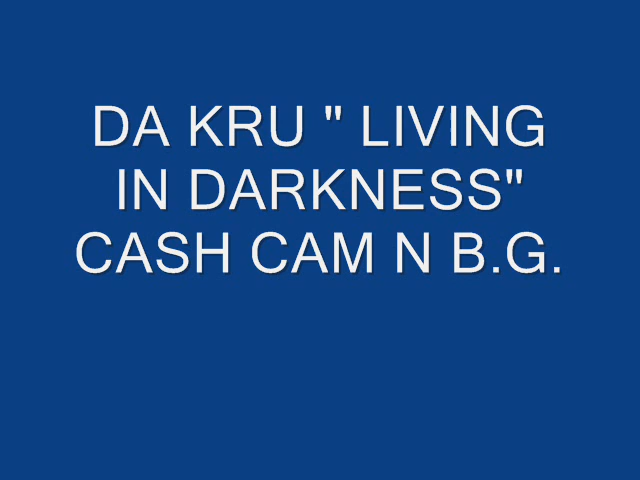 DA KRU " LIVING
IN DARKNESS"
CASH CAM N B.G.